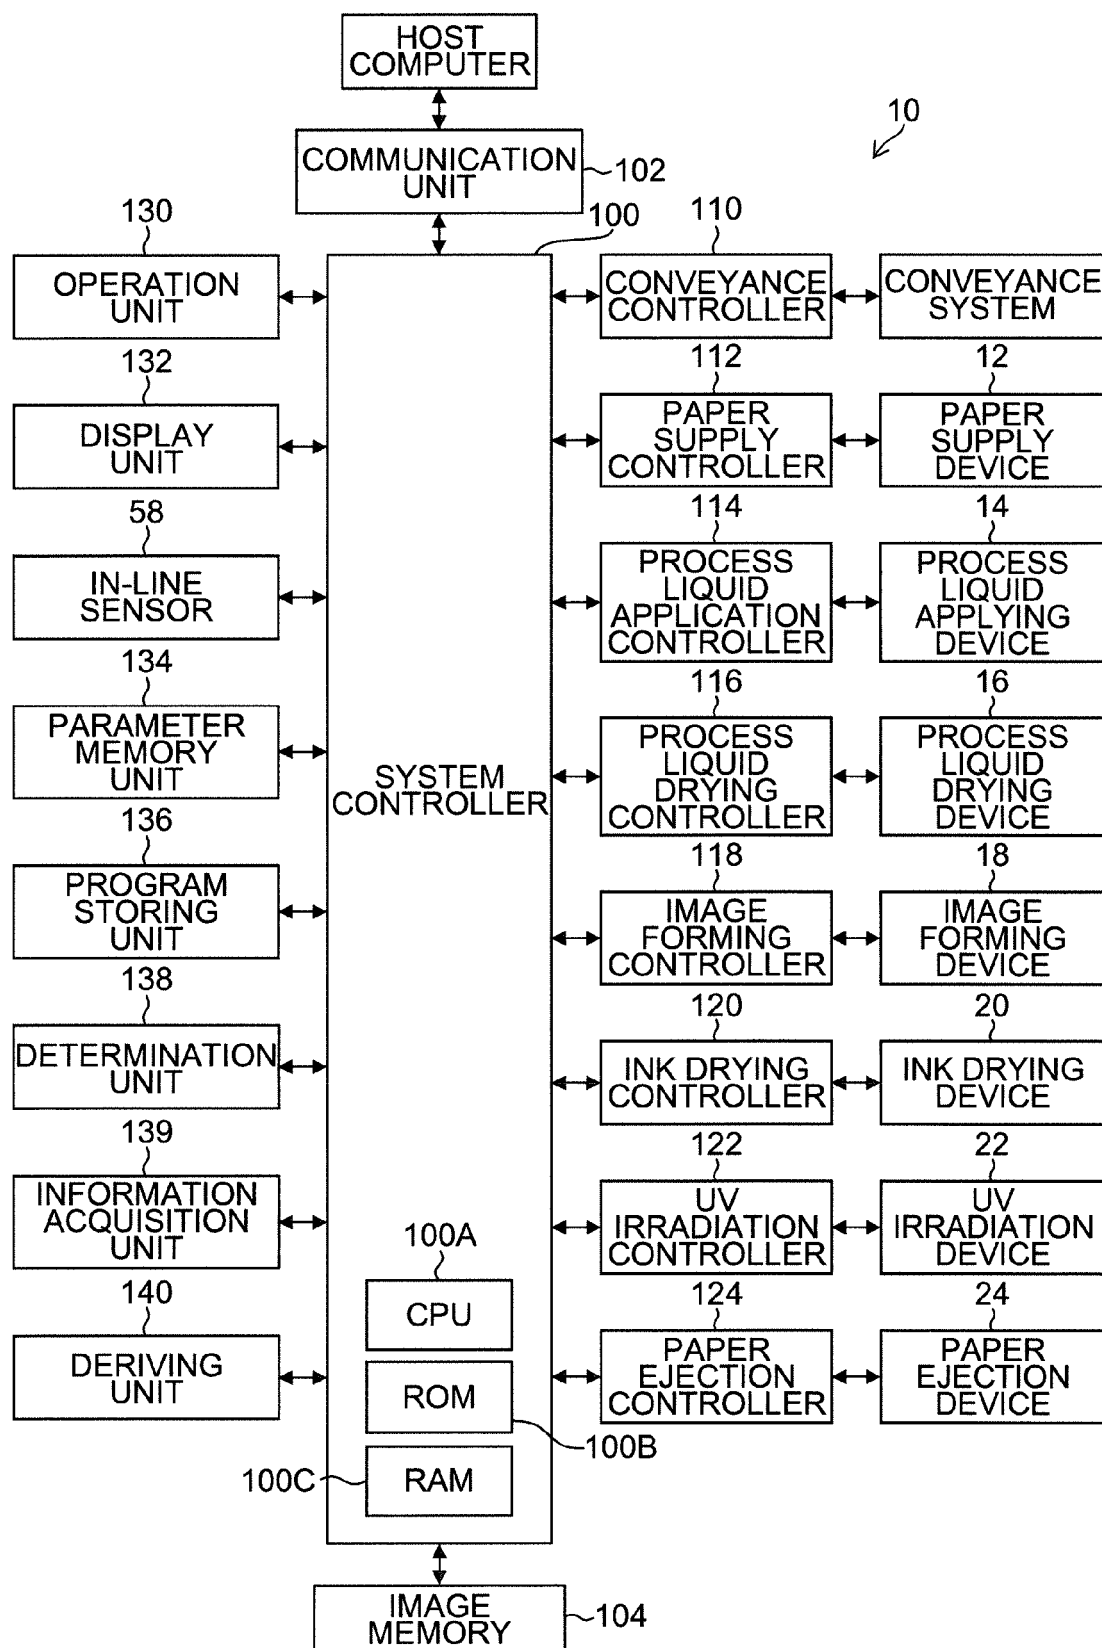 HOST
COMPUTER
10
COMMUNICATION
UNIT
102
130
100
110
OPERATION
UNIT
CONVEYANCE
CONTROLLER
CONVEYANCE
SYSTEM
132
112
12
DISPLAY
UNIT
PAPER
SUPPLY
CONTROLLER
PAPER
SUPPLY
DEVICE
58
114
14
IN-LINE
SENSOR
PROCESS
LIQUID
APPLICATION
CONTROLLER
PROCESS
LIQUID
APPLYING
DEVICE
134
116
16
PARAMETER
MEMORY
UNIT
SYSTEM
CONTROLLER
PROCESS
LIQUID
DRYING
CONTROLLER
PROCESS
LIQUID
DRYING
DEVICE
136
118
18
PROGRAM
STORING
UNIT
IMAGE
FORMING
CONTROLLER
IMAGE
FORMING
DEVICE
138
120
20
DETERMINATION
UNIT
INK DRYING
CONTROLLER
INK DRYING
DEVICE
139
122
22
INFORMATION
ACQUISITION
UNIT
UV
IRRADIATION
CONTROLLER
UV
IRRADIATION
DEVICE
140
100A
124
24
DERIVING
UNIT
CPU
PAPER
EJECTION
CONTROLLER
PAPER
EJECTION
DEVICE
ROM
100B
100C
RAM
IMAGE
MEMORY
104